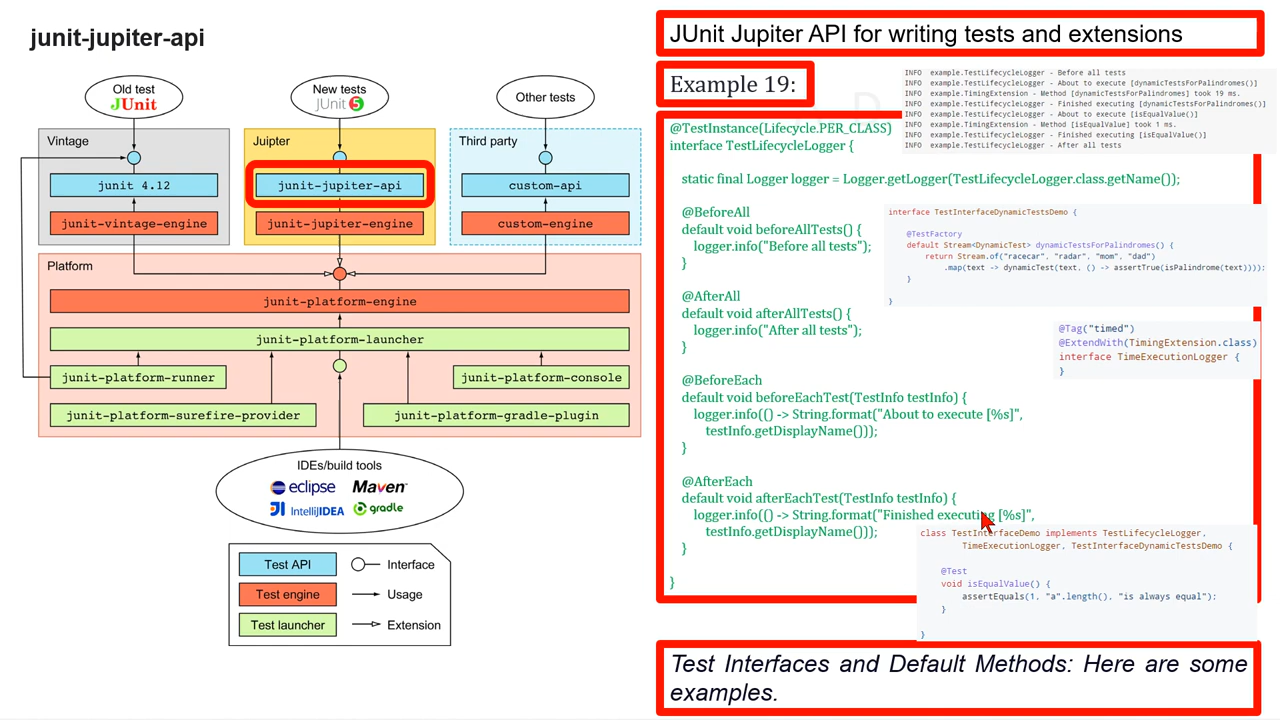 junit-jupiter-api
Old test
JUnit
New tests
JUnit 5
Other tests
Vintage
Juipter
Third party
junit 4.12
junit-jupiter-api
custom-api
junit-vintage-engine
junit-jupiter-engine
custom-engine
Platform
junit-platform-engine
junit-platform-launcher
junit-platform-runner
junit-platform-console
junit-platform-surefire-provider
junit-platform-gradle-plugin
IDEs/build tools
eclipse
Maven
IntellijIDEA
gradle
Test API
Interface
Test engine
Usage
Test launcher
Extension
JUnit Jupiter API for writing tests and extensions
Example 19:
INFO example.TestLifecycleLogger - Before all tests
INFO example.TestLifecycleLogger - About to execute [dynamicTestsForPalindromes()]
INFO example.TimingExtension - Method [dynamicTestsForPalindromes] took 19 ms.
INFO example.TestLifecycleLogger - Finished executing [dynamicTestsForPalindromes()]
INFO example.TestLifecycleLogger - About to execute [isEqualValue()]
INFO example.TimingExtension - Method [isEqualValue] took 1 ms.
INFO example.TestLifecycleLogger - Finished executing [isEqualValue()]
INFO example.TestLifecycleLogger - After all tests
@TestInstance(Lifecycle.PER_CLASS)
interface TestLifecycleLogger {
static final Logger logger = Logger.getLogger(TestLifecycleLogger.class.getName());
@BeforeAll
default void beforeAllTests() {
logger.info("Before all tests");
}
@AfterAll
default void afterAllTests() {
logger.info("After all tests");
}
@BeforeEach
default void beforeEachTest(TestInfo testInfo) {
logger.info(() -> String.format("About to execute [%s]",
testInfo.getDisplayName()));
}
@AfterEach
default void afterEachTest(TestInfo testInfo) {
logger.info(() -> String.format("Finished executing [%s]",
testInfo.getDisplayName()));
}
}
interface TestInterfaceDynamicTestsDemo {
@TestFactory
default Stream<DynamicTest> dynamicTestsForPalindromes() {
return Stream.of("racecar", "radar", "mom", "dad")
.map(text -> dynamicTest(text, () -> assertTrue(isPalindrome(text))));
}
}
@Tag("timed")
@ExtendWith(TimingExtension.class)
interface TimeExecutionLogger {
}
class TestInterfaceDemo implements TestLifecycleLogger,
TimeExecutionLogger, TestInterfaceDynamicTestsDemo {
@Test
void isEqualValue() {
assertEquals(1, "a".length(), "is always equal");
}
}
Test Interfaces and Default Methods: Here are some
examples.